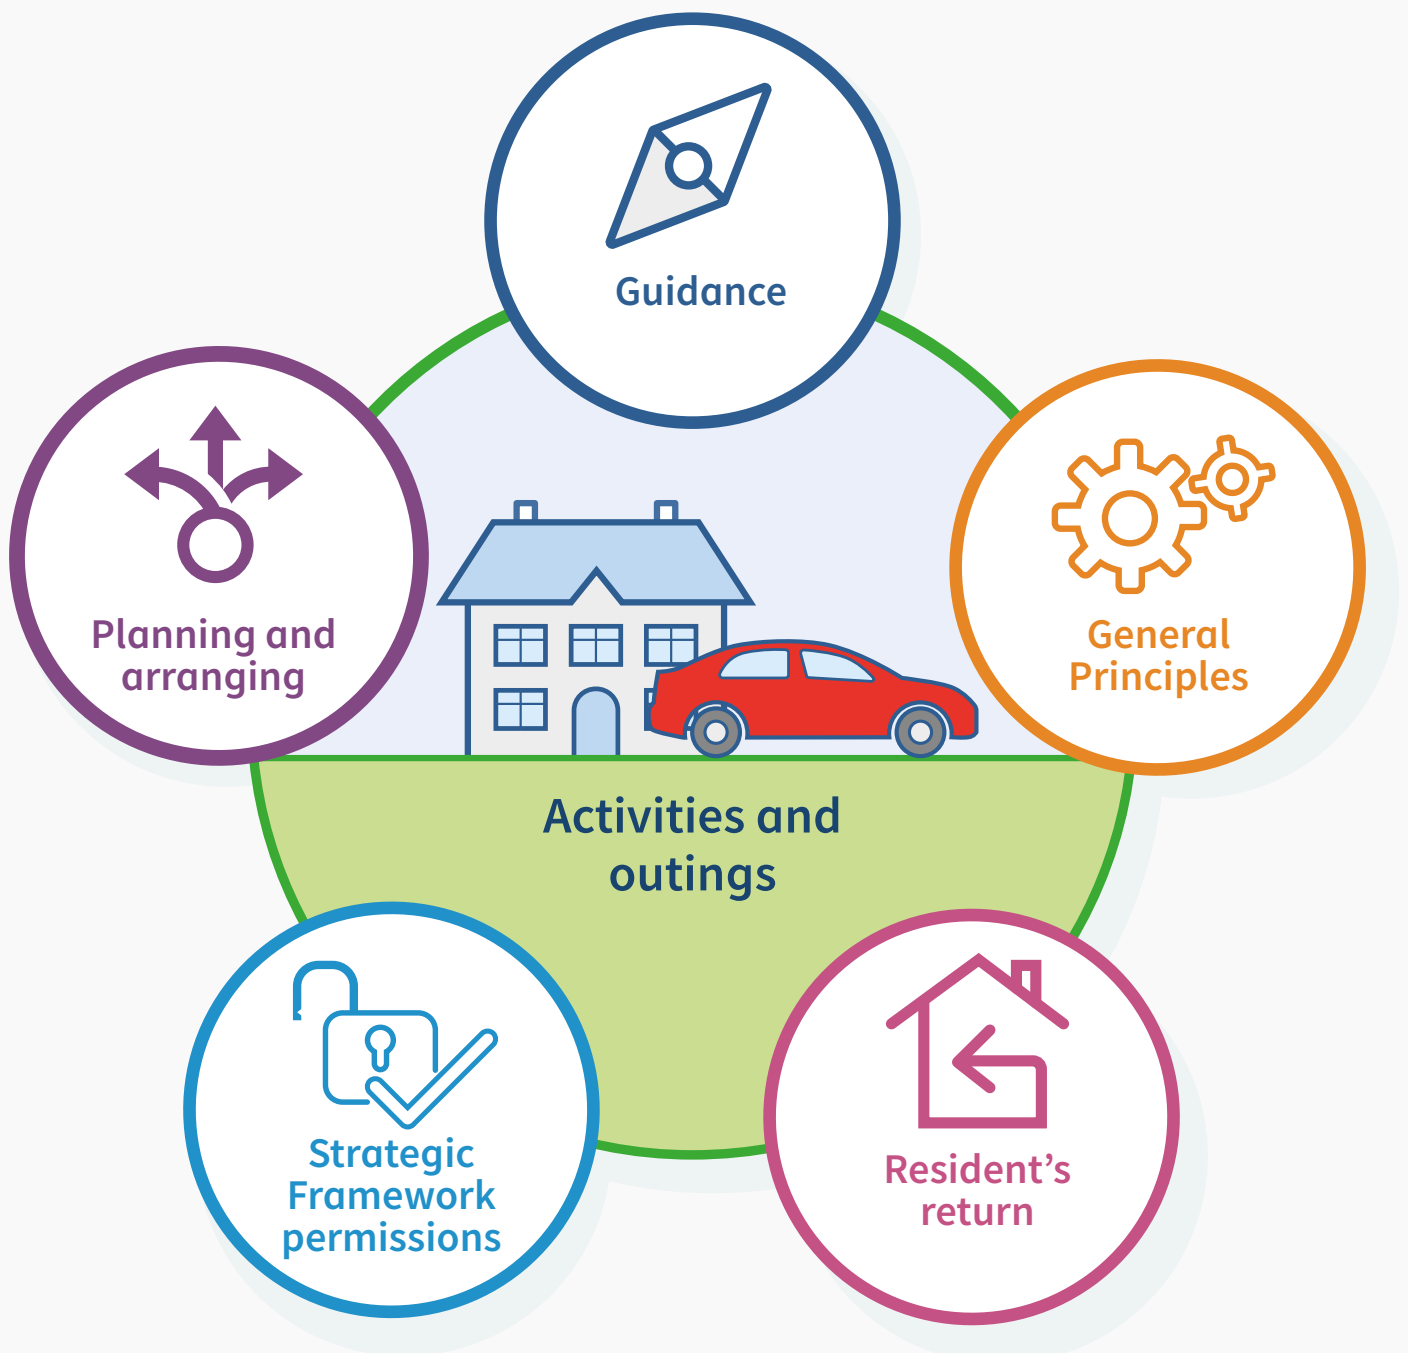 Guidance
Planning and
arranging
General
Principles
Activities and
outings
Strategic
Framework
permissions
Resident’s
return